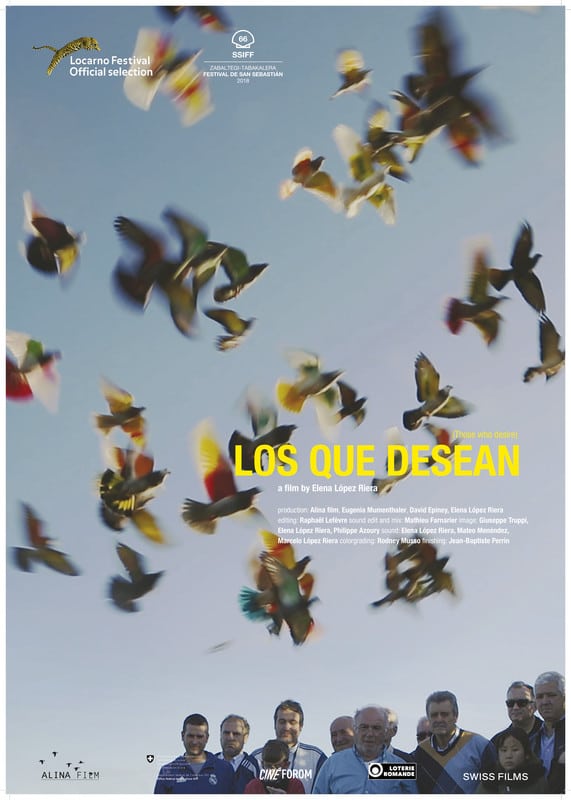 Locarno Festival
Official selection
66
SSIFF
ZABALTEGI-TABAKALERA
FESTIVAL DE SAN SEBASTIÁN
2018
(Those who desire)
LOS QUE DESEAN
a film by Elena López Riera
production: Alina film, Eugenia Mumenthaler, David Epiney, Elena López Riera
editing: Raphaël Lefèvre sound edit and mix: Mathieu Farnarier image: Giuseppe Truppi,
Elena López Riera, Philippe Azoury sound: Elena López Riera, Mateo Menéndez,
Marcelo López Riera colorgrading: Rodney Musso finishing: Jean-Baptiste Perrin
ALINA FILM
CINÉFOROM
LOTERIE
ROMANDE
SWISS FILMS